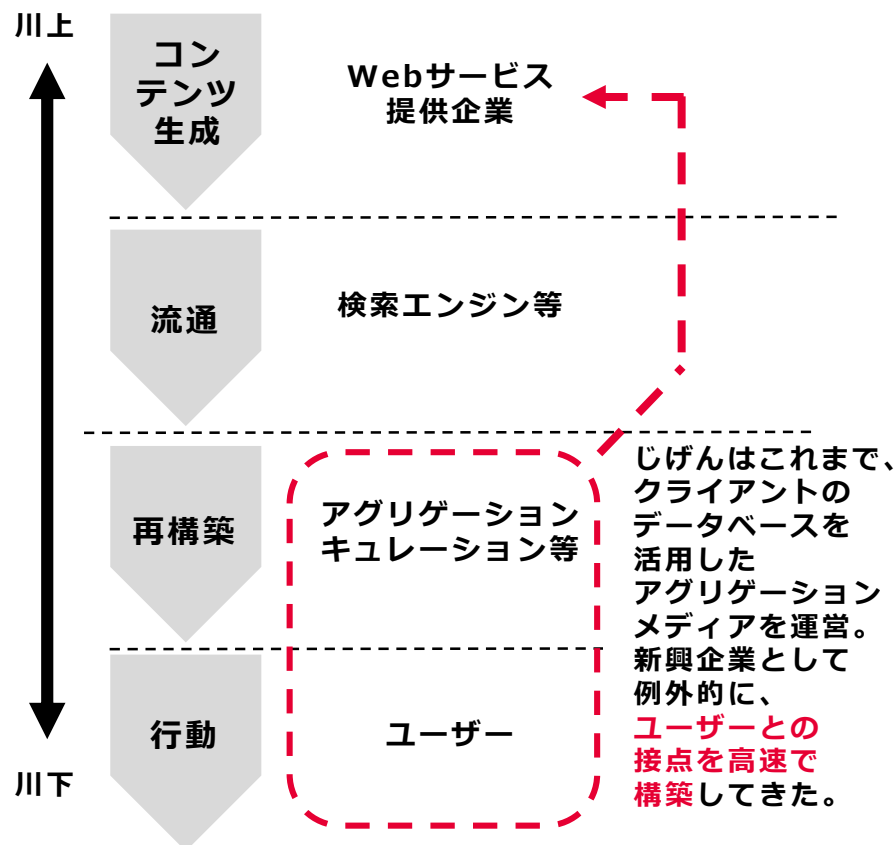 川上
コン
テンツ
生成
Webサービス
提供企業
流通
検索エンジン等
再構築
アグリゲーション
キュレーション等
じげんはこれまで、
クライアントの
データベースを
活用した
アグリゲーション
メディアを運営。
新興企業として
例外的に、
ユーザーとの
接点を高速で
構築してきた。
行動
ユーザー
川下